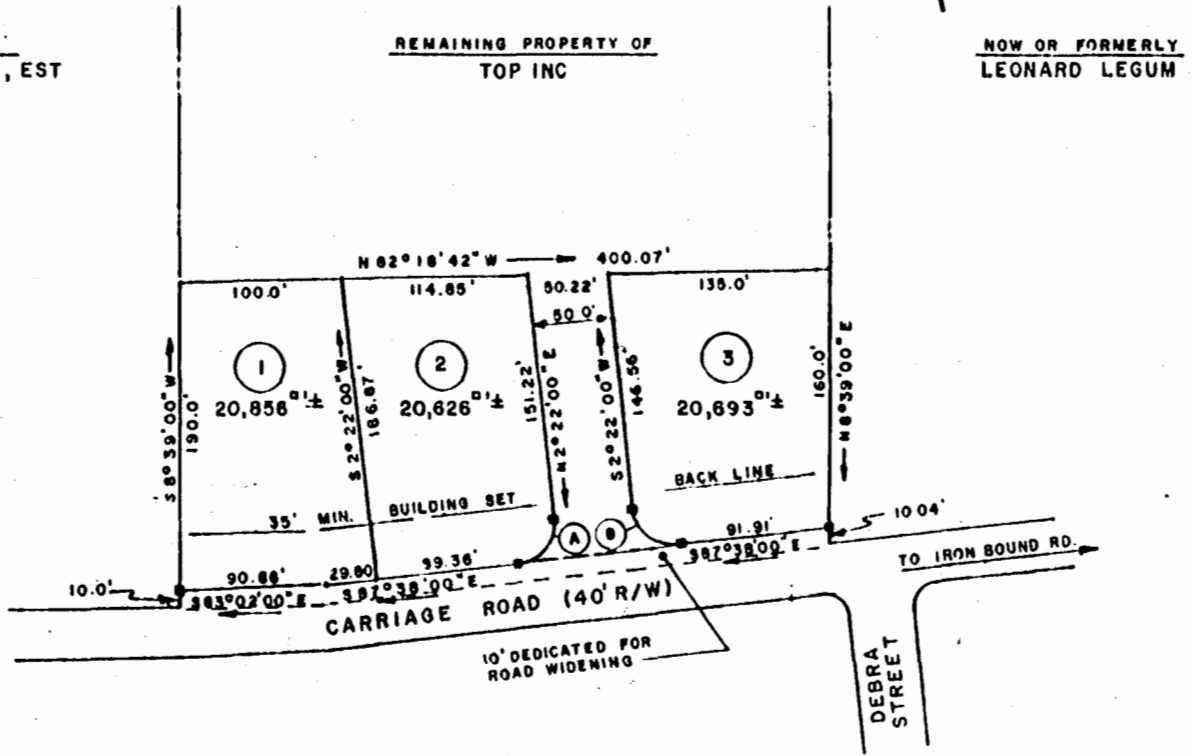 , EST
REMAINING PROPERTY OF
TOP INC
NOW OR FORMERLY
LEONARD LEGUM
N 82° 18' 42" W
400.07'
100.0'
114.85'
50.22'
135.0'
50.0'
1
20,856 □'±
2
20,626 □'±
3
20,693 □'±
S 8° 39' 00" W
190.0'
S 2° 22' 00" W
186.87'
151.22'
N 2° 22' 00" E
S 2° 22' 00" W
146.56'
160.0'
N 8° 39' 00" E
35' MIN. BUILDING SET BACK LINE
A
B
90.86'
29.80
39.36'
91.91'
10.04'
10.0'
S 83° 02' 00" E
S 87° 38' 00" E
S 87° 38' 00" E
TO IRON BOUND RD.
CARRIAGE ROAD (40' R/W)
10' DEDICATED FOR
ROAD WIDENING
DEBRA
STREET